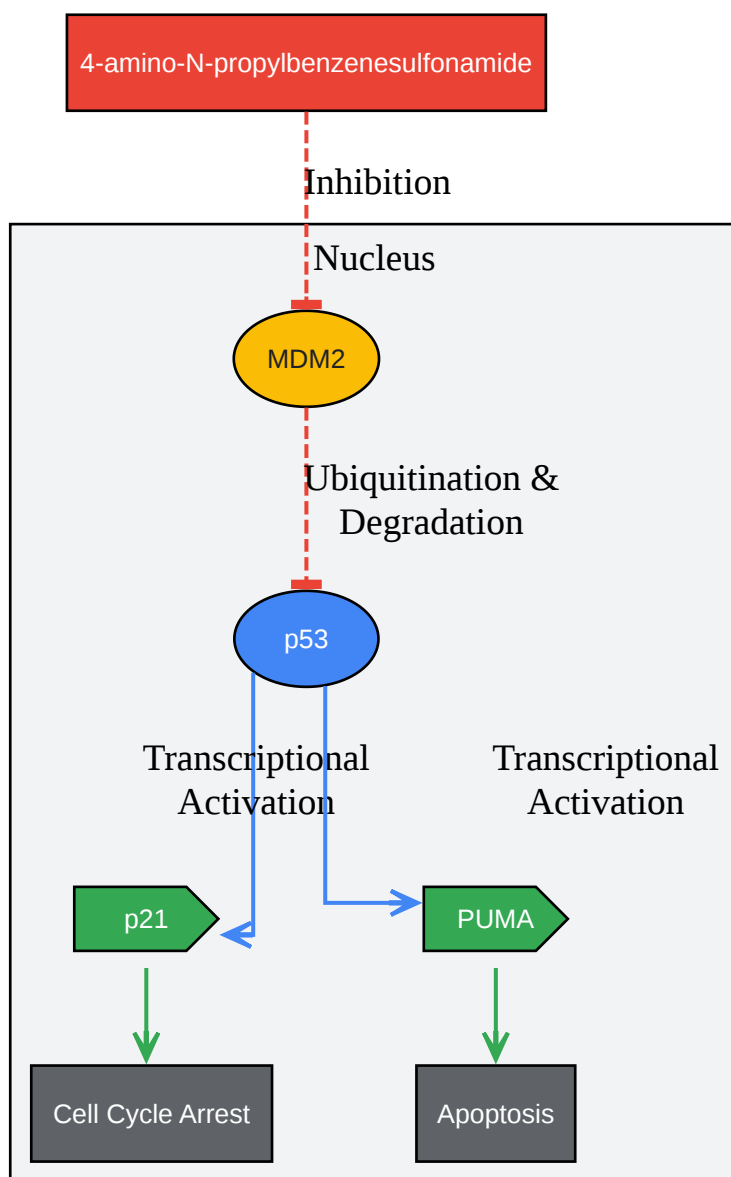 4-amino-N-propylbenzenesulfonamide
Inhibition
Nucleus
MDM2
Ubiquitination &
Degradation
p53
Transcriptional
Activation
Transcriptional
Activation
p21
PUMA
Cell Cycle Arrest
Apoptosis